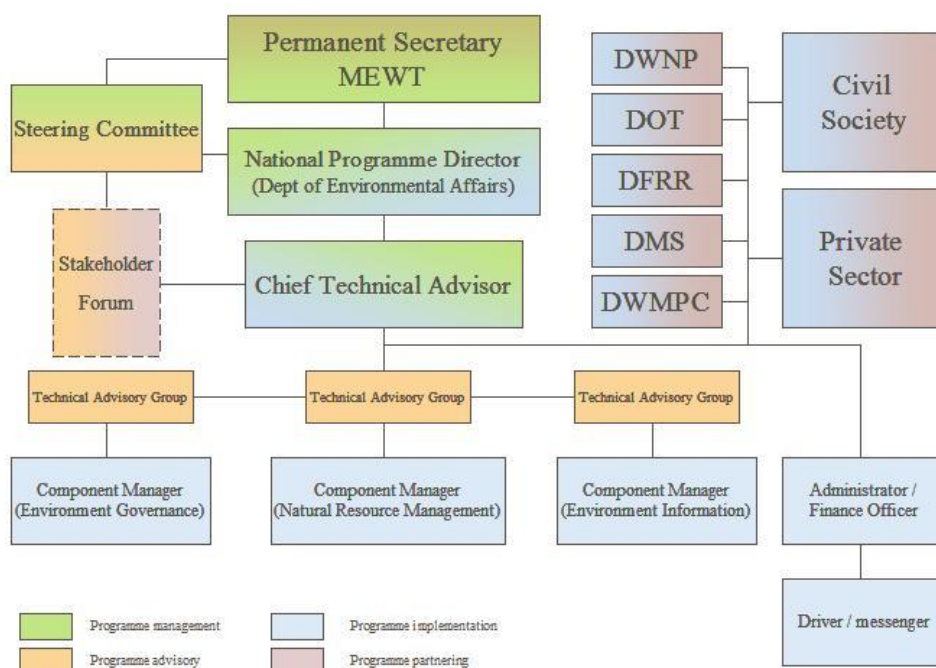 Permanent Secretary
MEWT
Steering Committee
National Programme Director
(Dept of Environmental Affairs)
Stakeholder
Forum
Chief Technical Advisor
DWNP
DOT
DFRR
DMS
DWMPC
Civil
Society
Private
Sector
Technical Advisory Group
Technical Advisory Group
Technical Advisory Group
Component Manager
(Environment Governance)
Component Manager
(Natural Resource Management)
Component Manager
(Environment Information)
Administrator /
Finance Officer
Driver / messenger
Programme management
Programme implementation
Programme advisory
Programme partnering